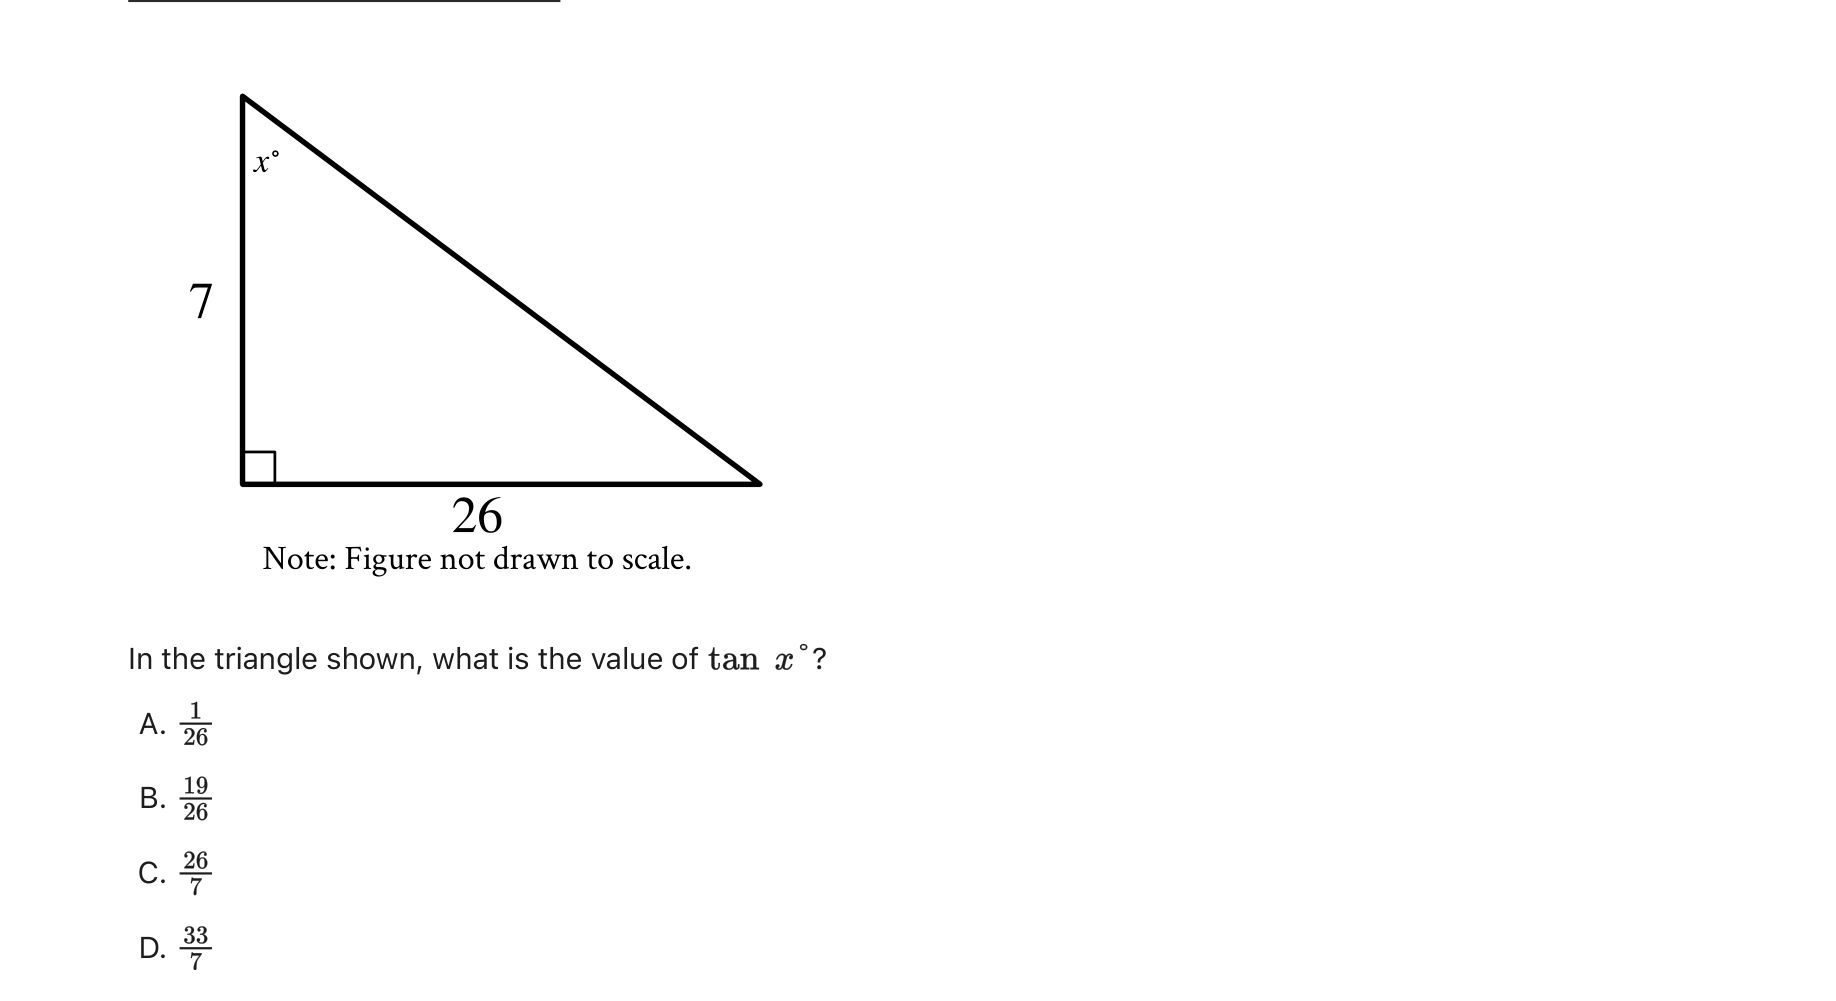 x°
7
26
Note: Figure not drawn to scale.
In the triangle shown, what is the value of tan x°?
A. 1/26
B. 19/26
C. 26/7
D. 33/7